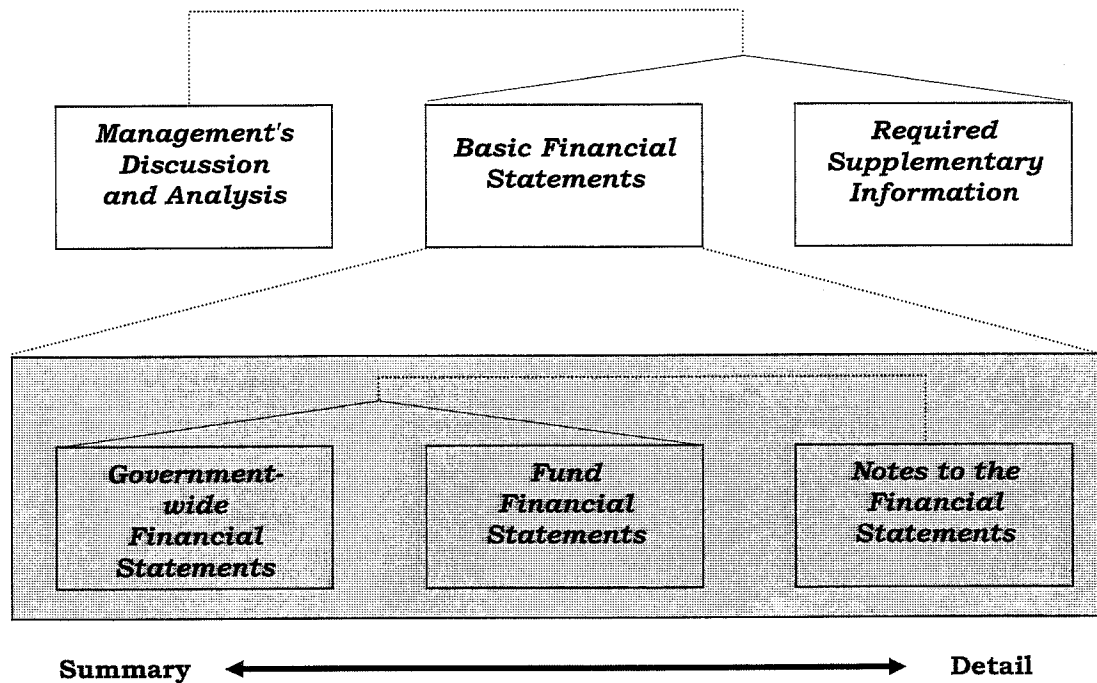 Management's
Discussion
and Analysis
Basic Financial
Statements
Required
Supplementary
Information
Government-
wide
Financial
Statements
Fund
Financial
Statements
Notes to the
Financial
Statements
Summary
Detail